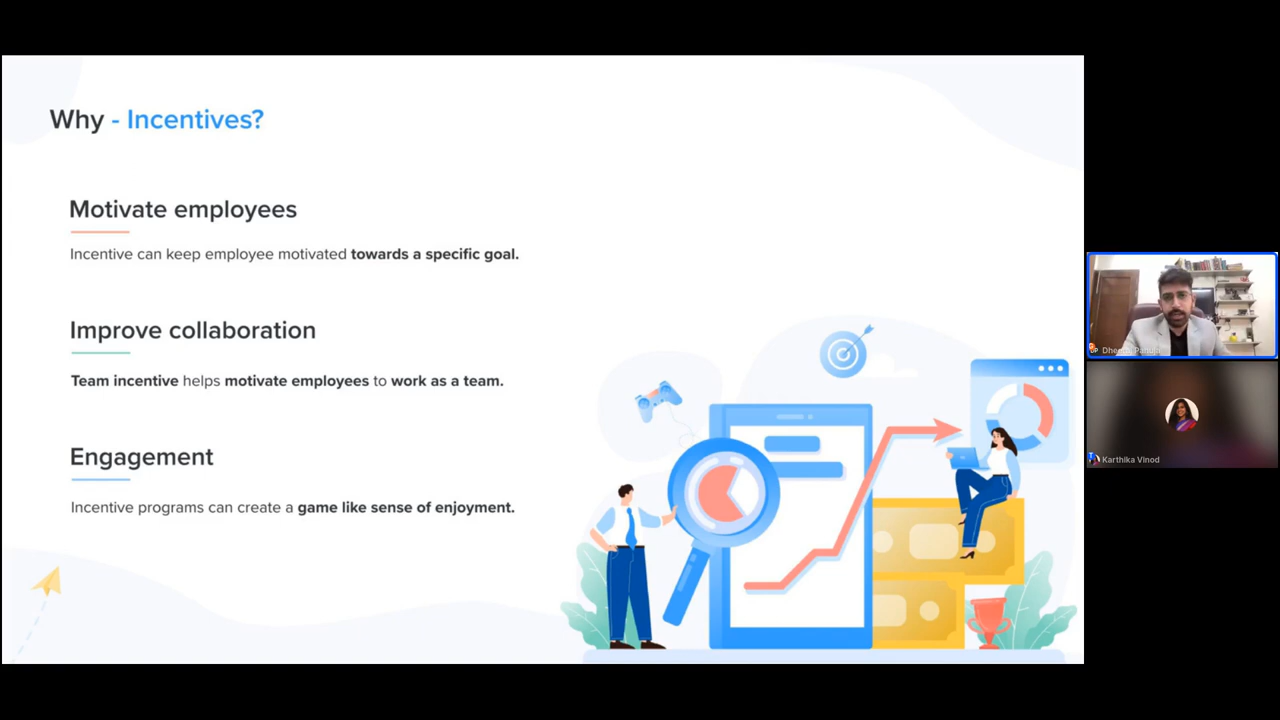 Why - Incentives?
Motivate employees
Incentive can keep employee motivated towards a specific goal.
Improve collaboration
Team incentive helps motivate employees to work as a team.
Engagement
Incentive programs can create a game like sense of enjoyment.
Karthika Vinod